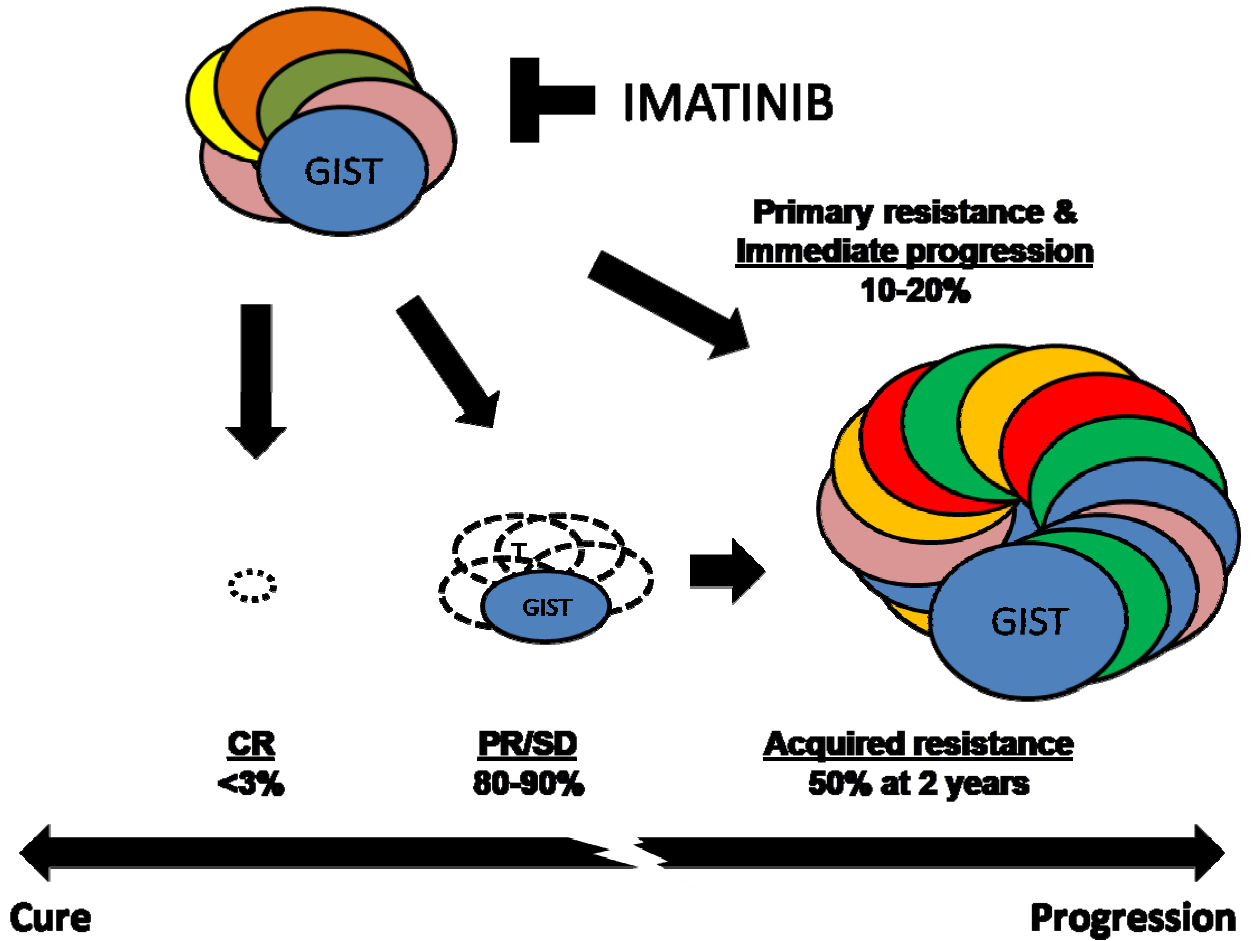 GIST
IMATINIB
Primary resistance &
Immediate progression
10-20%
T
GIST
GIST
CR
<3%
PR/SD
80-90%
Acquired resistance
50% at 2 years
Cure
Progression